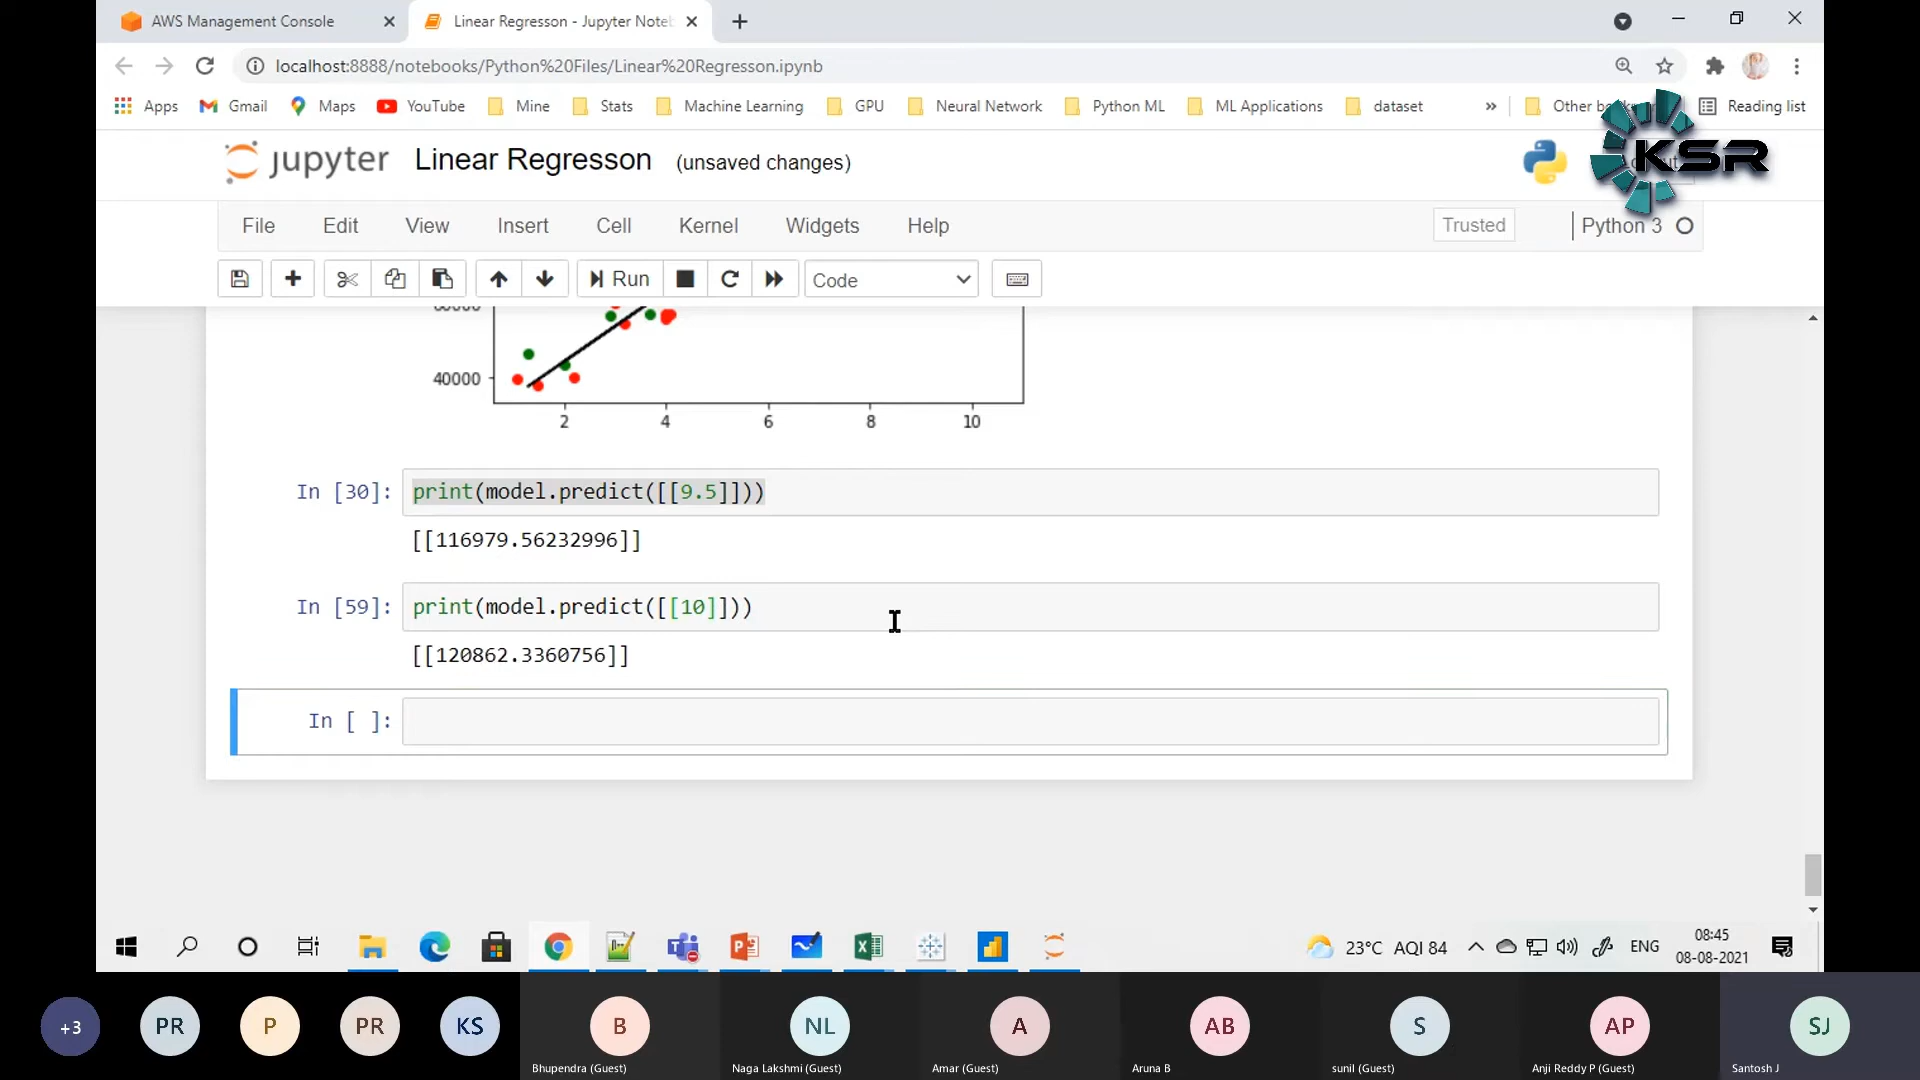 AWS Management Console
Linear Regresson - Jupyter Note
localhost:8888/notebooks/Python%20Files/Linear%20Regresson.ipynb
Apps Gmail Maps YouTube Mine Stats Machine Learning GPU Neural Network Python ML ML Applications dataset » Other Reading list
jupyter Linear Regresson (unsaved changes)
KSR
File Edit View Insert Cell Kernel Widgets Help Trusted Python 3
Run Code
40000
2 4 6 8 10
In [30]: print(model.predict([[9.5]]))
[[116979.56232996]]
In [59]: print(model.predict([[10]]))
[[120862.3360756]]
In [ ]:
23°C AQI 84 ENG 08:45
08-08-2021
+3 PR P PR KS B NL A AB S AP SJ
Bhupendra (Guest) Naga Lakshmi (Guest) Amar (Guest) Aruna B sunil (Guest) Anji Reddy P (Guest) Santosh J